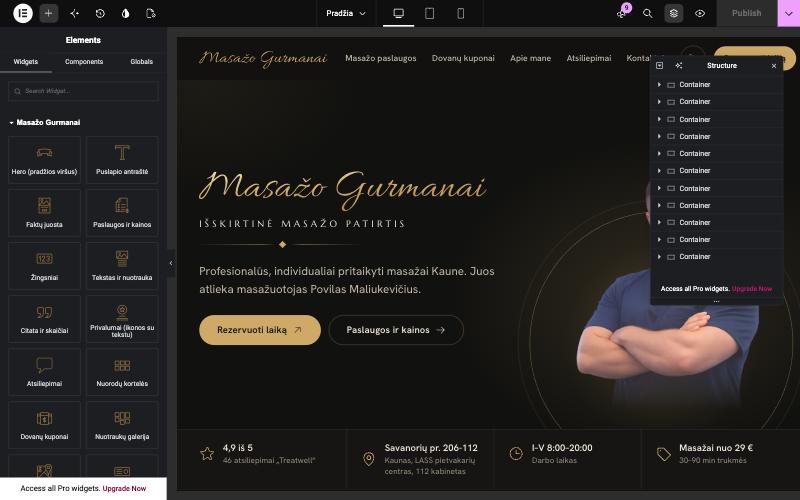 Pradžia
9
Publish
Elements
Widgets
Components
Globals
Search Widget...
Masažo Gurmanai
Hero (pradžios viršus)
Puslapio antraštė
Faktų juosta
Paslaugos ir kainos
Žingsniai
Tekstas ir nuotrauka
Citata ir skaičiai
Privalumai (ikonos su
tekstu)
Atsiliepimai
Nuorodų kortelės
Dovanų kuponai
Nuotraukų galerija
Access all Pro widgets. Upgrade Now
Masažo Gurmanai
Masažo paslaugos
Dovanų kuponai
Apie mane
Atsiliepimai
Structure
Container
Container
Container
Container
Container
Container
Container
Container
Container
Container
Container
Access all Pro widgets. Upgrade Now
Masažo Gurmanai
IŠSKIRTINĖ MASAŽO PATIRTIS
Profesionalūs, individualiai pritaikyti masažai Kaune. Juos
atlieka masažuotojas Povilas Maliukevičius.
Rezervuoti laiką
Paslaugos ir kainos
4,9 iš 5
46 atsiliepimai „Treatwell"
Savanorių pr. 206-112
Kaunas, LASS pietvakarių
centras, 112 kabinetas
I-V 8:00-20:00
Darbo laikas
Masažai nuo 29 €
30-90 min trukmės